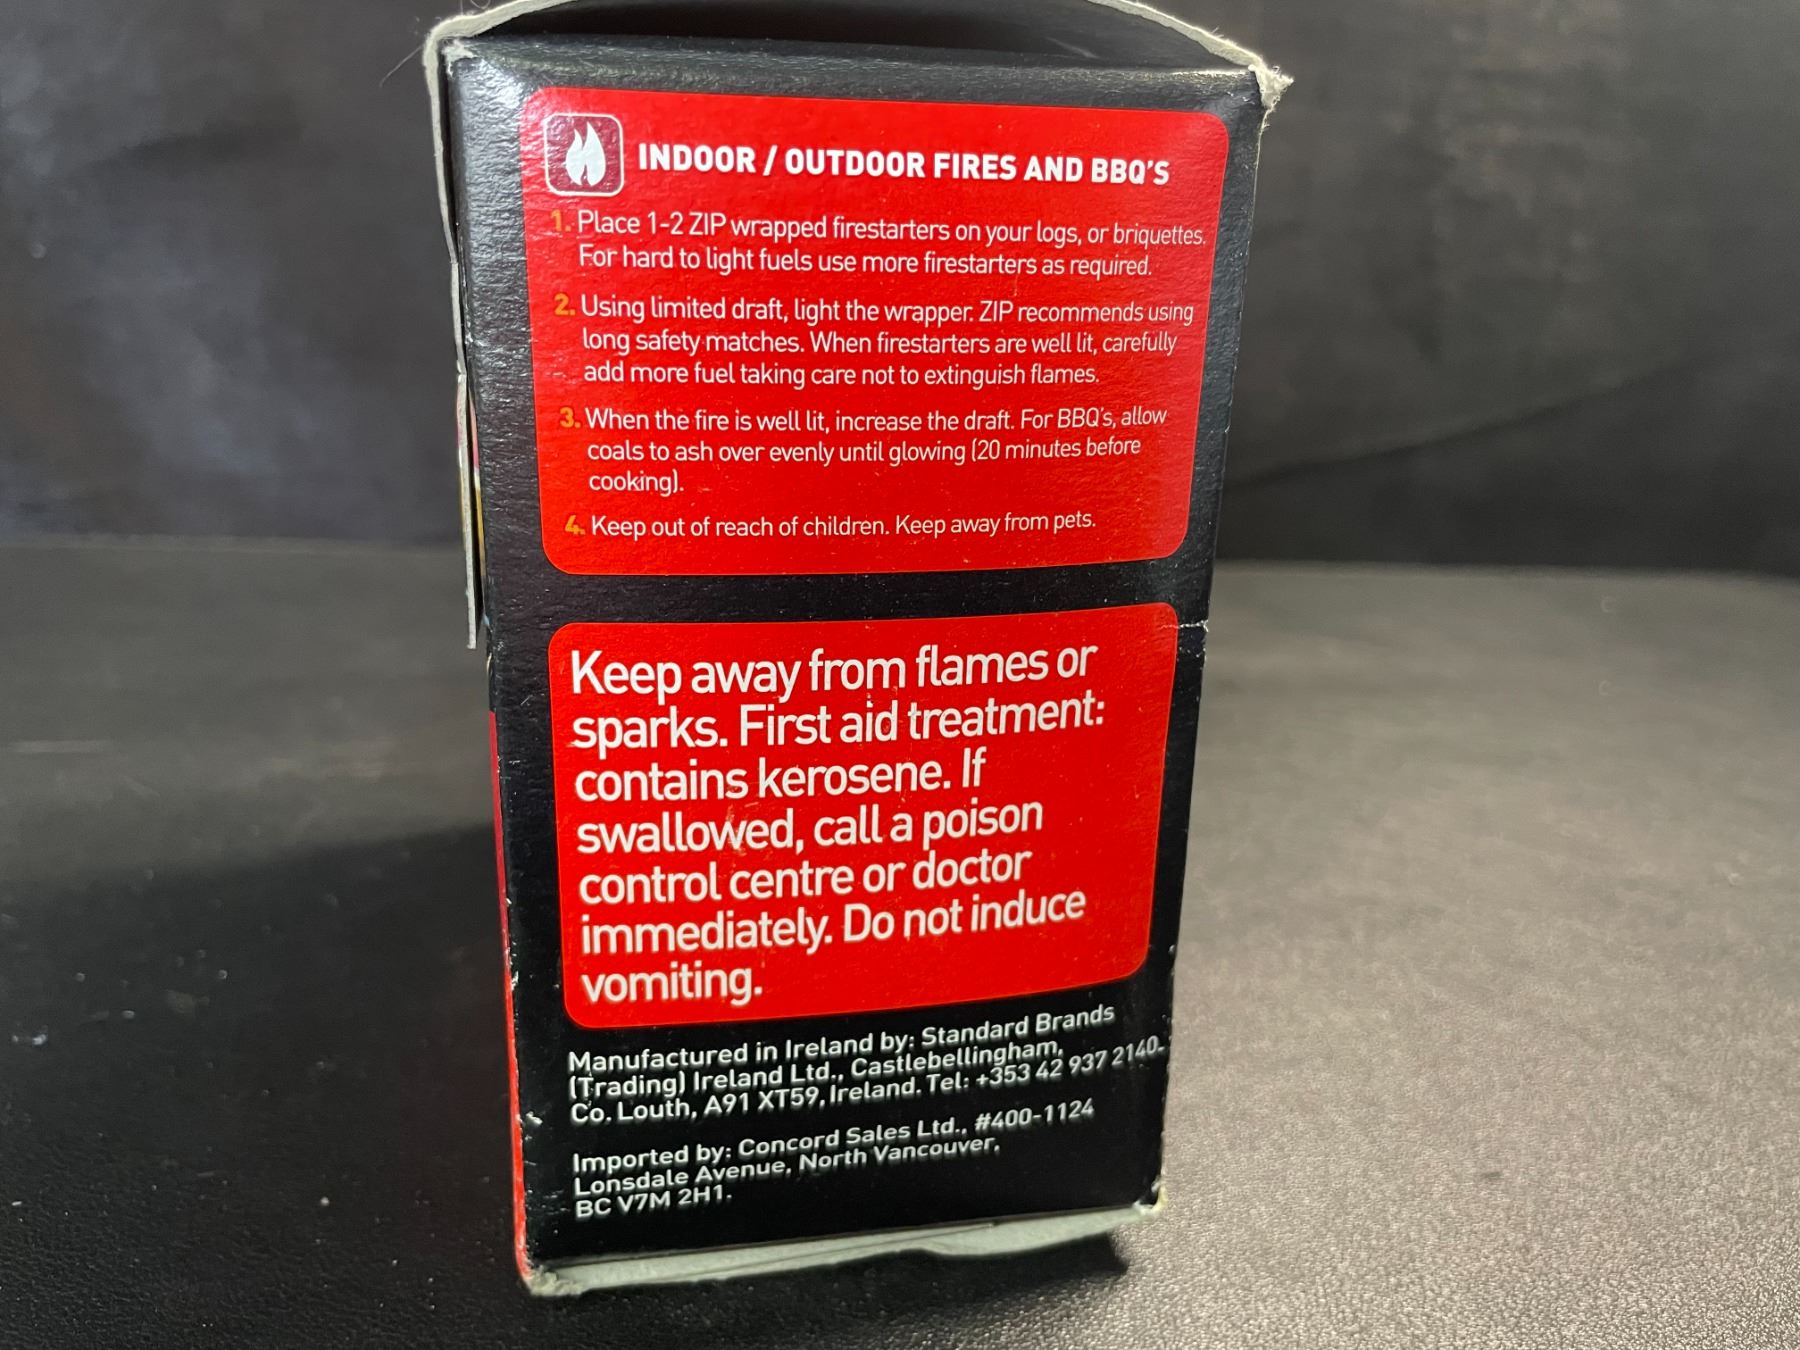 INDOOR / OUTDOOR FIRES AND BBQ'S
1. Place 1-2 ZIP wrapped firestarters on your logs, or briquettes.
For hard to light fuels use more firestarters as required.
2. Using limited draft, light the wrapper. ZIP recommends using
long safety matches. When firestarters are well lit, carefully
add more fuel taking care not to extinguish flames.
3. When the fire is well lit, increase the draft. For BBQ's, allow
coals to ash over evenly until glowing (20 minutes before
cooking).
4. Keep out of reach of children. Keep away from pets.
Keep away from flames or
sparks. First aid treatment:
contains kerosene. If
swallowed, call a poison
control centre or doctor
immediately. Do not induce
vomiting.
Manufactured in Ireland by: Standard Brands
(Trading) Ireland Ltd., Castlebellingham,
Co. Louth, A91 XT59, Ireland. Tel: +353 42 937 2140.
Imported by: Concord Sales Ltd., #400-1124
Lonsdale Avenue, North Vancouver,
BC V7M 2H1.